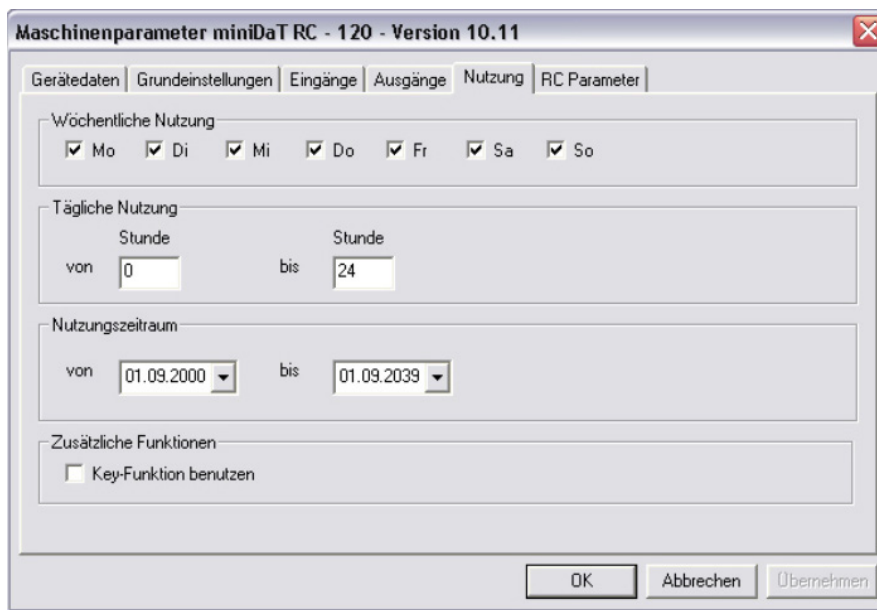 Maschinenparameter miniDaT RC - 120 - Version 10.11
Gerätedaten Grundeinstellungen Eingänge Ausgänge Nutzung RC Parameter
Wöchentliche Nutzung
Mo Di Mi Do Fr Sa So
Tägliche Nutzung
Stunde Stunde
von 0 bis 24
Nutzungszeitraum
von 01.09.2000 bis 01.09.2039
Zusätzliche Funktionen
Key-Funktion benutzen
OK Abbrechen Übernehmen